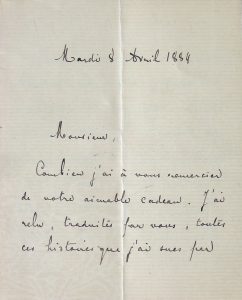 Mardi 8 Avril 1884
Monsieur,
Combien j'ai à vous remercier
de votre aimable cadeau. J'ai
relu, traduites par vous, toutes
ces histoires que j'ai sues par